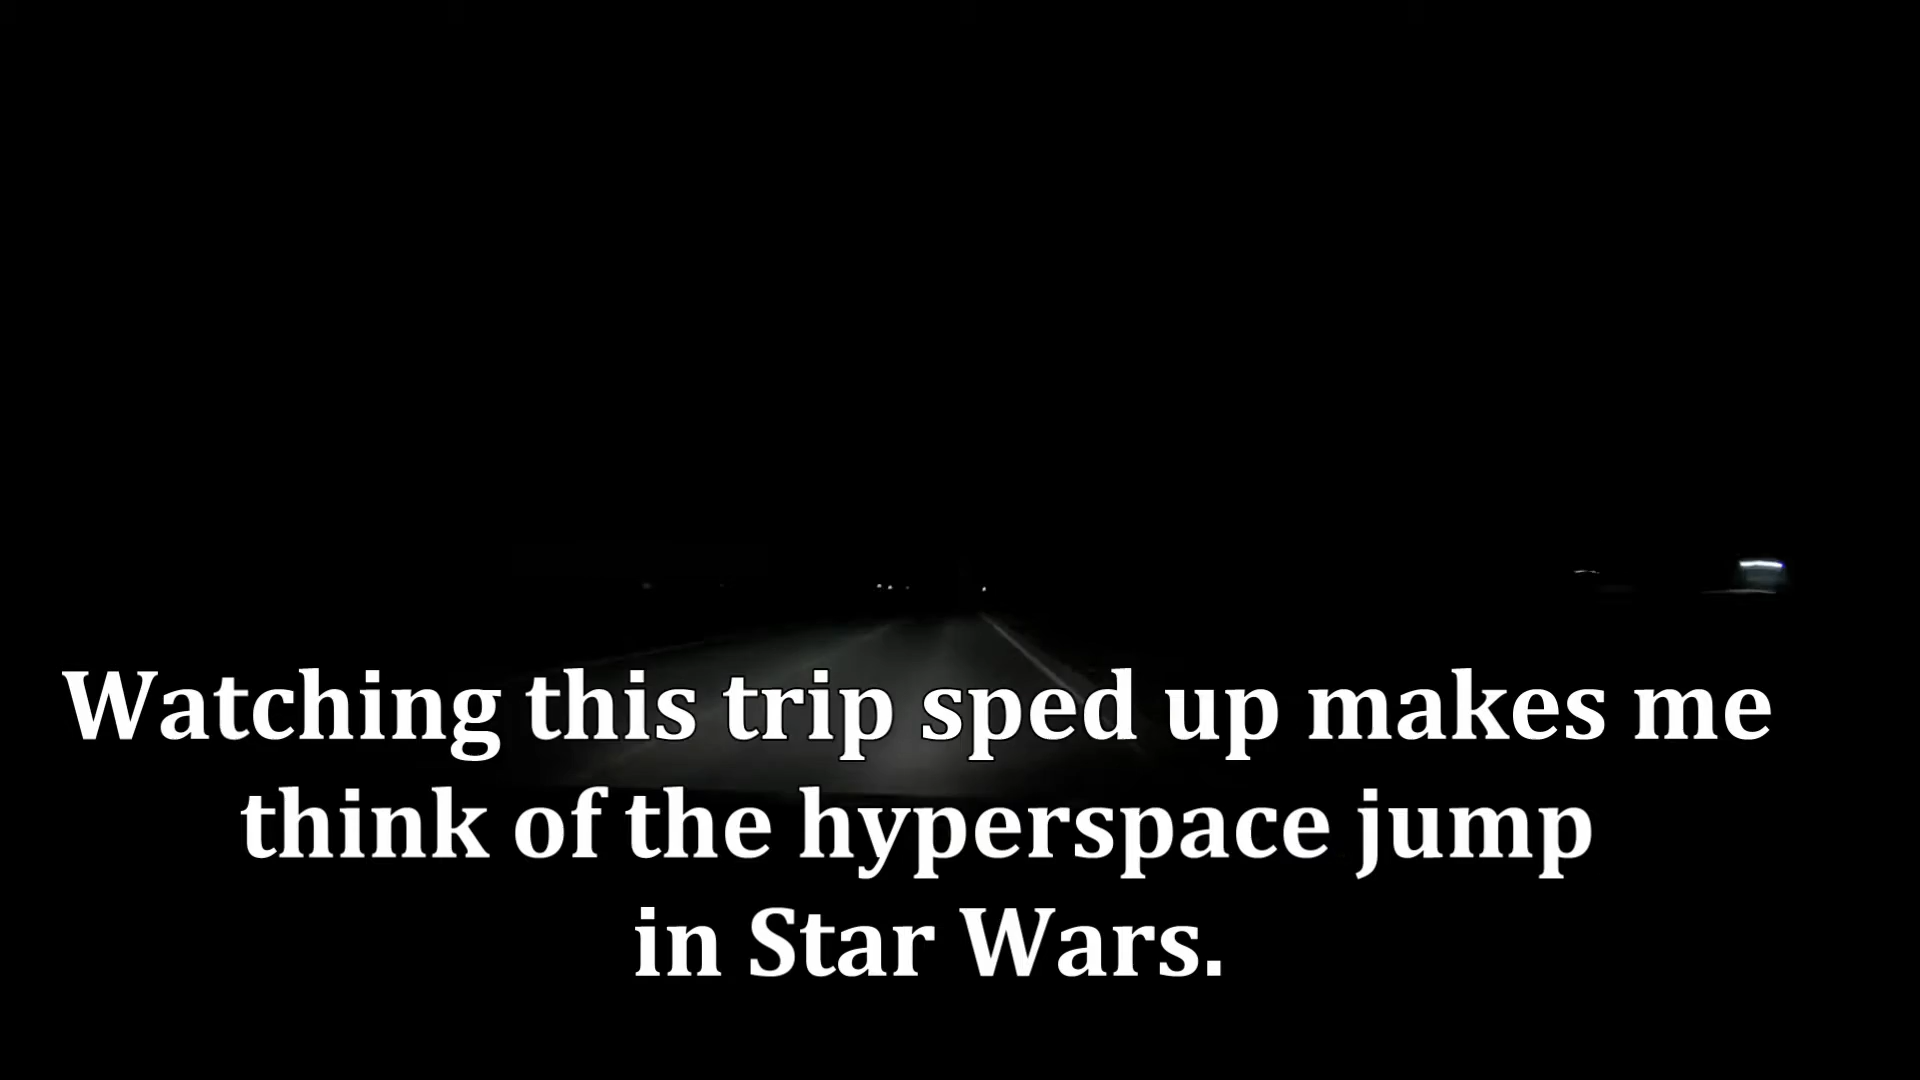 Watching this trip sped up makes me
think of the hyperspace jump
in Star Wars.